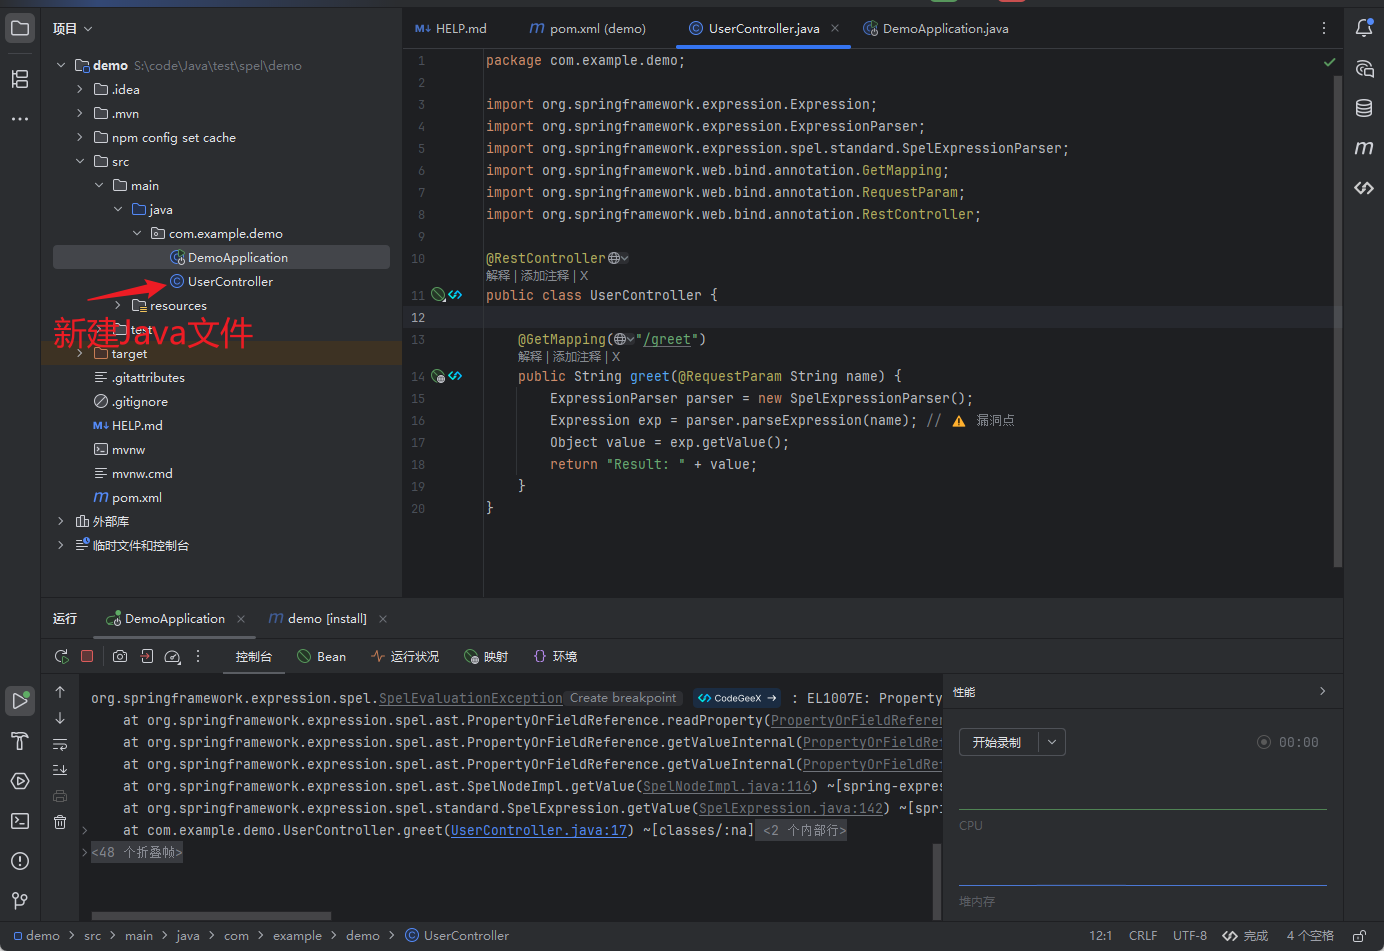 项目
HELP.md
pom.xml (demo)
UserController.java
DemoApplication.java
demo S:\code\Java\test\spel\demo
.idea
.mvn
npm config set cache
src
main
java
com.example.demo
DemoApplication
UserController
resources
test
新建Java文件
target
.gitattributes
.gitignore
HELP.md
mvnw
mvnw.cmd
pom.xml
外部库
临时文件和控制台
1 package com.example.demo;
2
3 import org.springframework.expression.Expression;
4 import org.springframework.expression.ExpressionParser;
5 import org.springframework.expression.spel.standard.SpelExpressionParser;
6 import org.springframework.web.bind.annotation.GetMapping;
7 import org.springframework.web.bind.annotation.RequestParam;
8 import org.springframework.web.bind.annotation.RestController;
9
10 @RestController
解释 | 添加注释 | X
11 public class UserController {
12
13 @GetMapping("/greet")
解释 | 添加注释 | X
14 public String greet(@RequestParam String name) {
15 ExpressionParser parser = new SpelExpressionParser();
16 Expression exp = parser.parseExpression(name); // ⚠ 漏洞点
17 Object value = exp.getValue();
18 return "Result: " + value;
19 }
20 }
运行
DemoApplication
demo [install]
控制台
Bean
运行状况
映射
环境
org.springframework.expression.spel.SpelEvaluationException Create breakpoint CodeGeeX → : EL1007E: Property
at org.springframework.expression.spel.ast.PropertyOrFieldReference.readProperty(PropertyOrFieldReferen
at org.springframework.expression.spel.ast.PropertyOrFieldReference.getValueInternal(PropertyOrFieldRef
at org.springframework.expression.spel.ast.PropertyOrFieldReference.getValueInternal(PropertyOrFieldRef
at org.springframework.expression.spel.ast.SpelNodeImpl.getValue(SpelNodeImpl.java:116) ~[spring-expres
at org.springframework.expression.spel.standard.SpelExpression.getValue(SpelExpression.java:142) ~[spri
at com.example.demo.UserController.greet(UserController.java:17) ~[classes/:na] <2 个内部行>
<48 个折叠帧>
性能
开始录制
00:00
CPU
堆内存
demo > src > main > java > com > example > demo > UserController
12:1
CRLF
UTF-8
完成
4 个空格